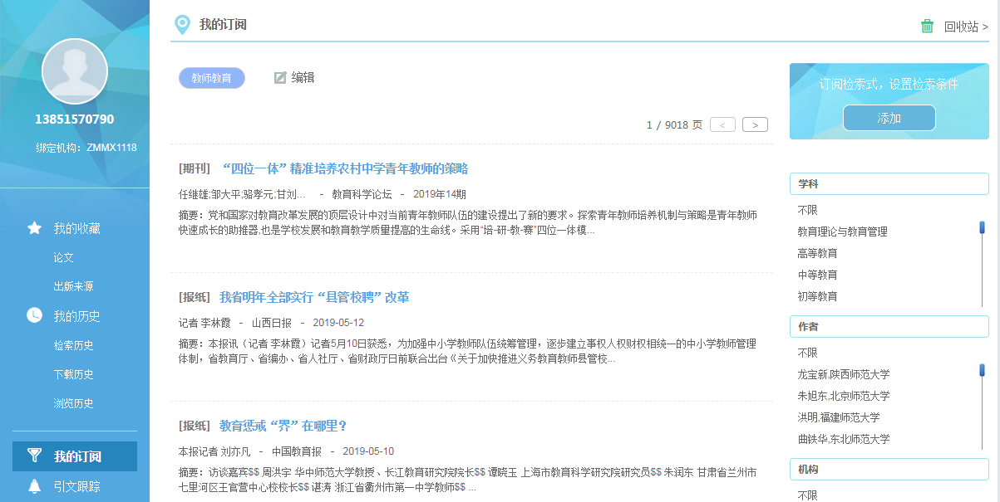 13851570790
绑定机构：ZMMX1118
我的收藏
论文
出版来源
我的历史
检索历史
下载历史
浏览历史
我的订阅
引文跟踪
我的订阅
回收站 >
教师教育
编辑
1 / 9018 页 < >
[期刊] “四位一体”精准培养农村中学青年教师的策略
任继雄;邹大平;骆孝元;甘刘... - 教育科学论坛 - 2019年14期
摘要：党和国家对教育改革发展的顶层设计中对当前青年教师队伍的建设提出了新的要求。探索青年教师培养机制与策略是青年教师
快速成长的助推器,也是学校发展和教育教学质量提高的生命线。采用“培-研-教-赛”四位一体模...
[报纸] 我省明年全部实行“县管校聘”改革
记者 李林霞 - 山西日报 - 2019-05-12
摘要：本报讯（记者 李林霞）记者5月10日获悉，为加强中小学教师队伍统筹管理，逐步建立事权人权财权相统一的中小学教师管理
体制，省教育厅、省编办、省人社厅、省财政厅日前联合出台《关于加快推进义务教育教师县管校...
[报纸] 教育惩戒“界”在哪里？
本报记者 刘亦凡 - 中国教育报 - 2019-05-10
摘要：访谈嘉宾$$ 周洪宇 华中师范大学教授、长江教育研究院院长$$ 谭晓玉 上海市教育科学研究院研究员$$ 朱润东 甘肃省兰州市
七里河区王官营中心校校长$$ 谌涛 浙江省衢州市第一中学教师$$ ...
订阅检索式，设置检索条件
添加
学科
不限
教育理论与教育管理
高等教育
中等教育
初等教育
作者
不限
龙宝新,陕西师范大学
朱旭东,北京师范大学
洪明,福建师范大学
曲铁华,东北师范大学
机构
不限